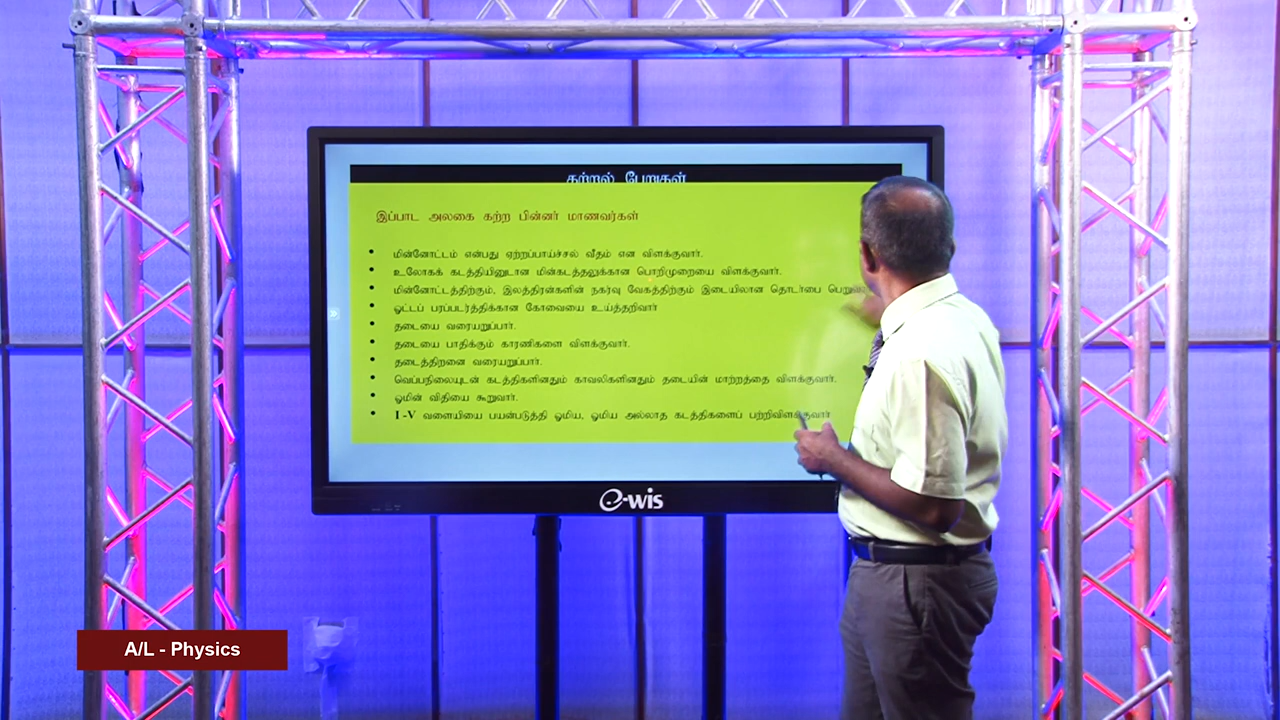 கற்றல் பேறுகள்
இப்பாட அலகை கற்ற பின்னர் மாணவர்கள்
• மின்னோட்டம் என்பது ஏற்றப்பாய்ச்சல் வீதம் என விளக்குவார்.
• உலோகக் கடத்தியினுடான மின்கடத்தலுக்கான பொறிமுறையை விளக்குவார்.
• மின்னோட்டத்திற்கும், இலத்திரன்களின் நகர்வு வேகத்திற்கும் இடையிலான தொடர்பை
• ஓட்டப் பரப்படர்த்திக்கான கோவையை உய்த்தறிவார்
• தடையை வரையறுப்பார்.
• தடையை பாதிக்கும் காரணிகளை விளக்குவார்.
• தடைத்திறனை வரையறுப்பார்.
• வெப்பநிலையுடன் கடத்திகளினதும் காவலிகளினதும் தடையின் மாற்றத்தை விளக்குவார்.
• ஓமின் விதியை கூறுவார்.
• I -V வளையியை பயன்படுத்தி ஓமிய, ஓமிய அல்லாத கடத்திகளைப் பற்றிவிளக்குவார்
e-wis
A/L - Physics